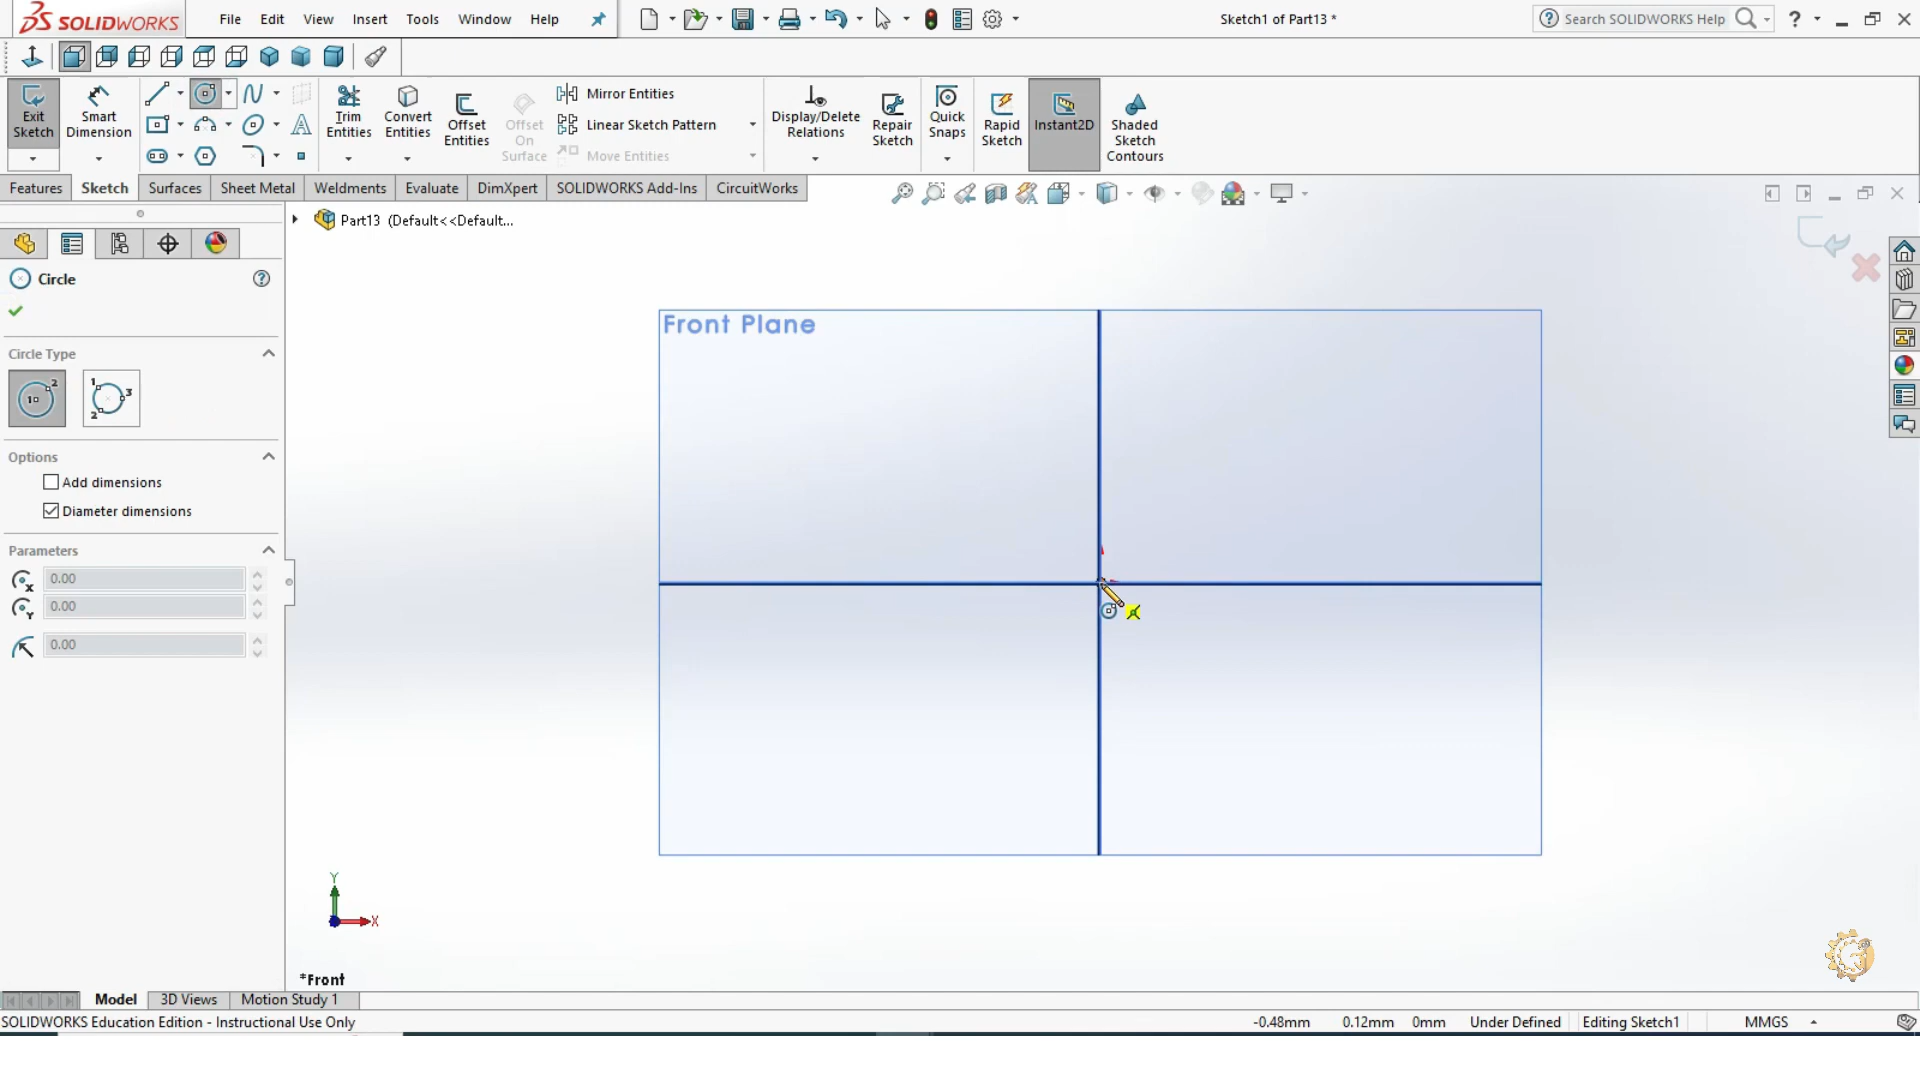 SOLIDWORKS File Edit View Insert Tools Window Help Sketch1 of Part13 * Search SOLIDWORKS Help ?
Exit Sketch
Smart Dimension
Trim Entities
Convert Entities
Offset Entities
Offset On Surface
Mirror Entities
Linear Sketch Pattern
Move Entities
Display/Delete Relations
Repair Sketch
Quick Snaps
Rapid Sketch
Instant2D
Shaded Sketch Contours
Features Sketch Surfaces Sheet Metal Weldments Evaluate DimXpert SOLIDWORKS Add-Ins CircuitWorks
Part13 (Default<<Default...
Circle ?
Circle Type
Options
Add dimensions
Diameter dimensions
Parameters
0.00
0.00
0.00
Front Plane
Y
X
*Front
Model 3D Views Motion Study 1
SOLIDWORKS Education Edition - Instructional Use Only -0.48mm 0.12mm 0mm Under Defined Editing Sketch1 MMGS